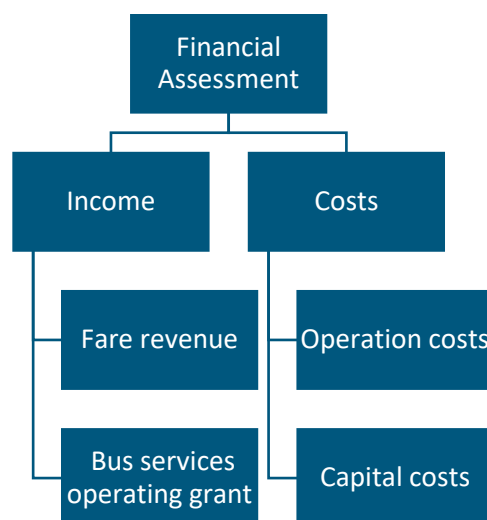 Financial
Assessment
Income
Costs
Fare revenue
Operation costs
Bus services
operating grant
Capital costs